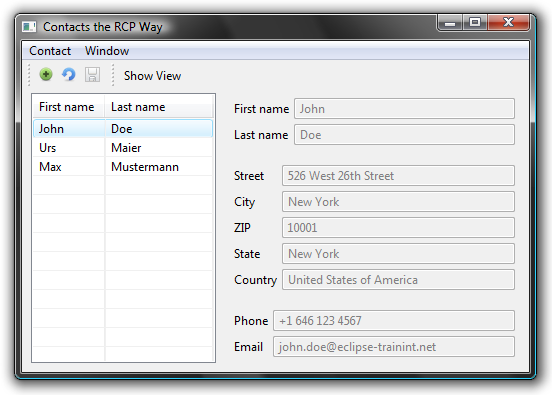 Contacts the RCP Way
Contact Window
Show View
First name Last name
John Doe
Urs Maier
Max Mustermann
First name John
Last name Doe
Street 526 West 26th Street
City New York
ZIP 10001
State New York
Country United States of America
Phone +1 646 123 4567
Email john.doe@eclipse-trainint.net